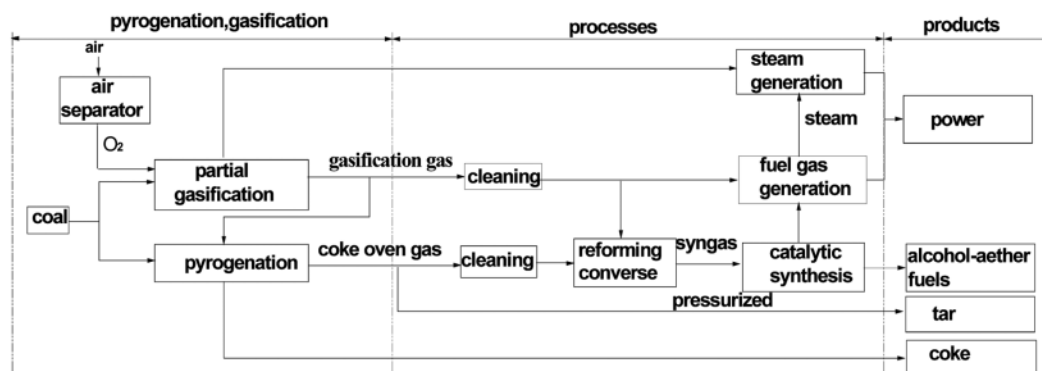 pyrogenation,gasification
processes
products
air
air
separator
O₂
steam
generation
power
steam
partial
gasification
gasification gas
cleaning
fuel gas
generation
coal
pyrogenation
coke oven gas
cleaning
reforming
converse
syngas
catalytic
synthesis
alcohol-aether
fuels
pressurized
tar
coke